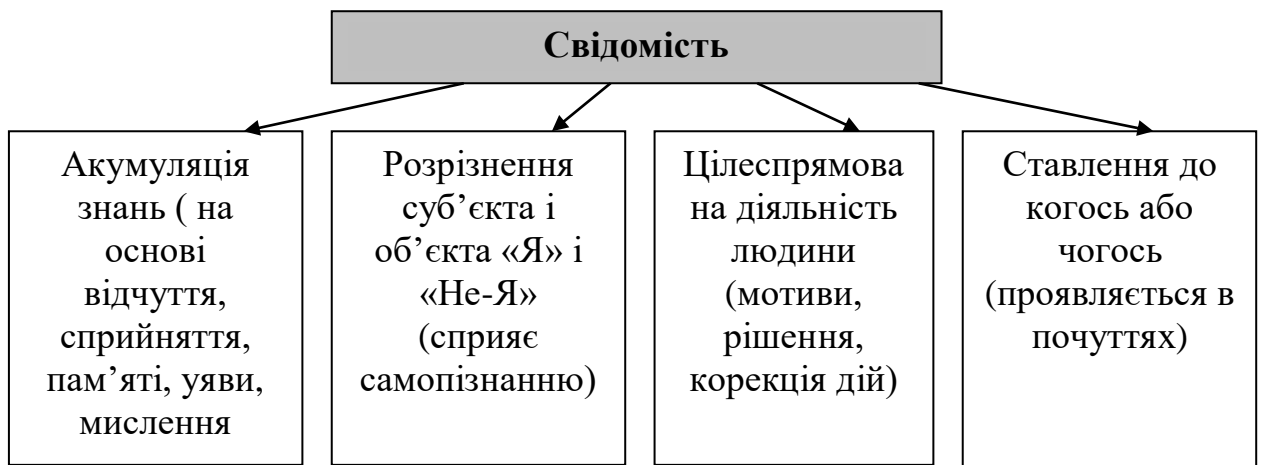 Свідомість
Акумуляція
знань ( на
основі
відчуття,
сприйняття,
пам’яті, уяви,
мислення
Розрізнення
суб’єкта і
об’єкта «Я» і
«Не-Я»
(сприяє
самопізнанню)
Цілеспрямова
на діяльність
людини
(мотиви,
рішення,
корекція дій)
Ставлення до
когось або
чогось
(проявляється в
почуттях)